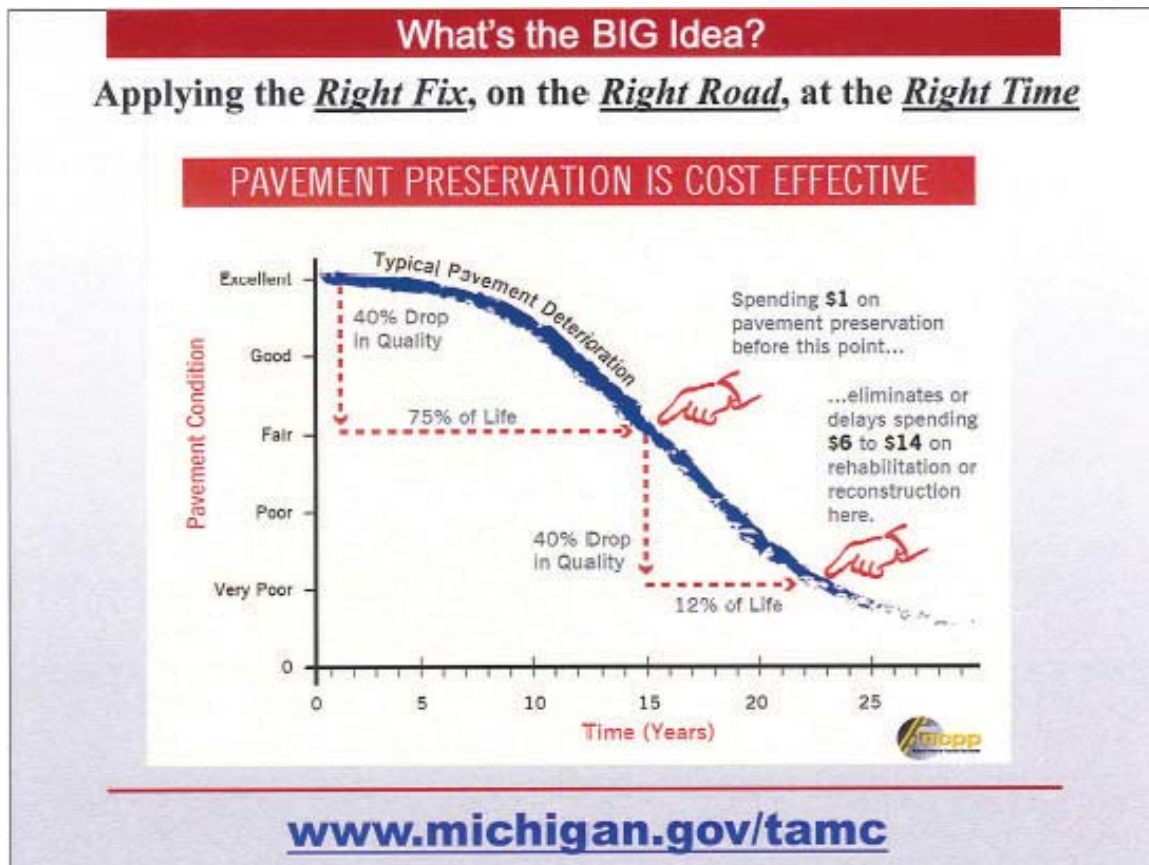 What's the BIG Idea?
Applying the Right Fix, on the Right Road, at the Right Time
PAVEMENT PRESERVATION IS COST EFFECTIVE
Typical Pavement Deterioration
Pavement Condition
Excellent
Good
Fair
Poor
Very Poor
0
40% Drop
in Quality
75% of Life
Spending $1 on
pavement preservation
before this point...
...eliminates or
delays spending
$6 to $14 on
rehabilitation or
reconstruction
here.
40% Drop
in Quality
12% of Life
0
5
10
15
20
25
Time (Years)
ncpp
www.michigan.gov/tamc